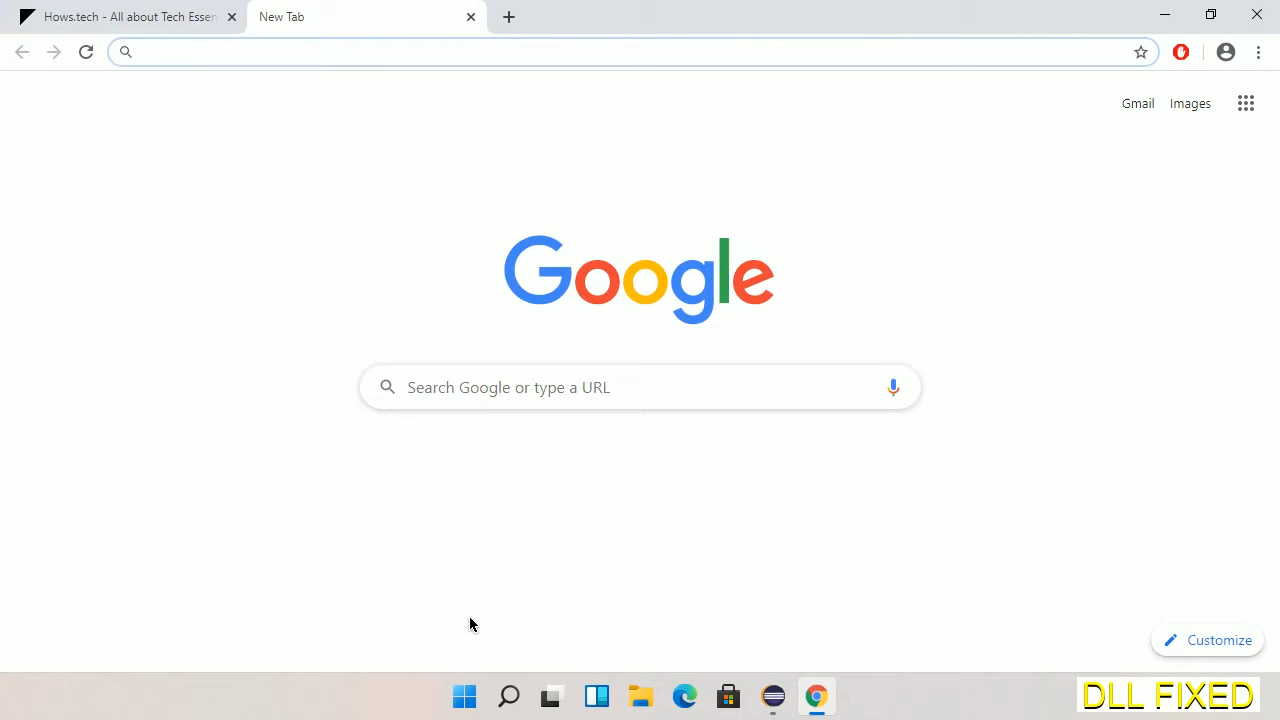 Hows.tech - All about Tech Essen
New Tab
Gmail
Images
Google
Search Google or type a URL
Customize
DLL FIXED